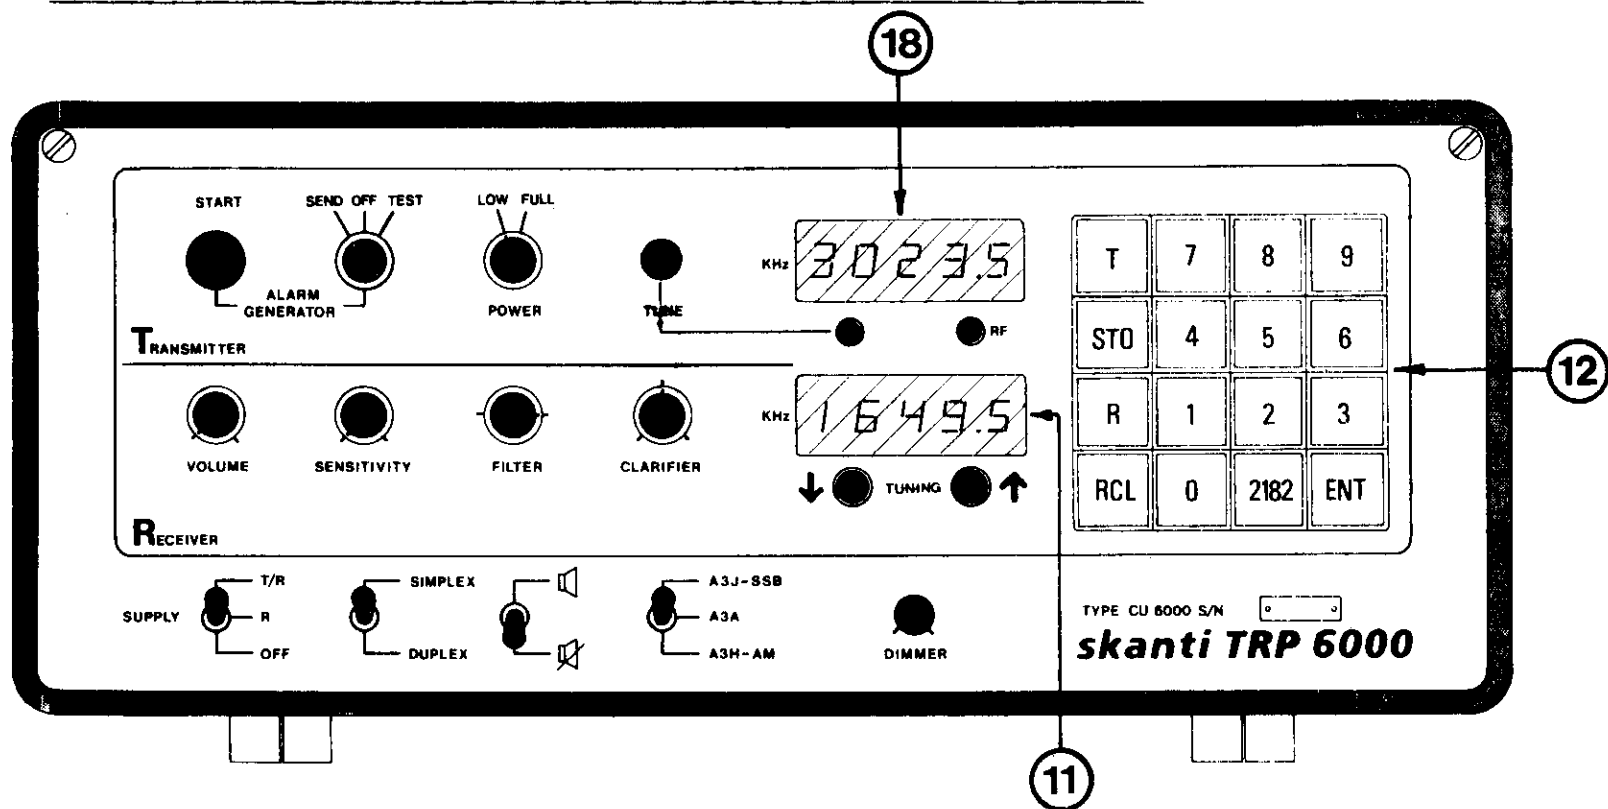 18
START
SEND OFF TEST
LOW FULL
KHz 3023.5
ALARM
GENERATOR
POWER
TUNE
RF
TRANSMITTER
KHz 1649.5
VOLUME
SENSITIVITY
FILTER
CLARIFIER
↓ TUNING ↑
RECEIVER
T 7 8 9
STO 4 5 6
R 1 2 3
RCL 0 2182 ENT
12
SUPPLY
T/R
R
OFF
SIMPLEX
DUPLEX
A3J-SSB
A3A
A3H-AM
DIMMER
TYPE CU 6000 S/N
skanti TRP 6000
11